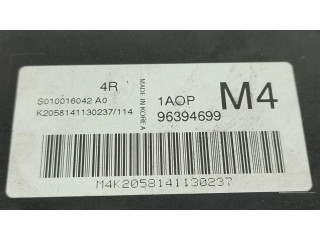 4R
S010016042 A0
K2058141130237/114
MADE IN KOREA
1AOP
96394699
M4
M4K2058141130237